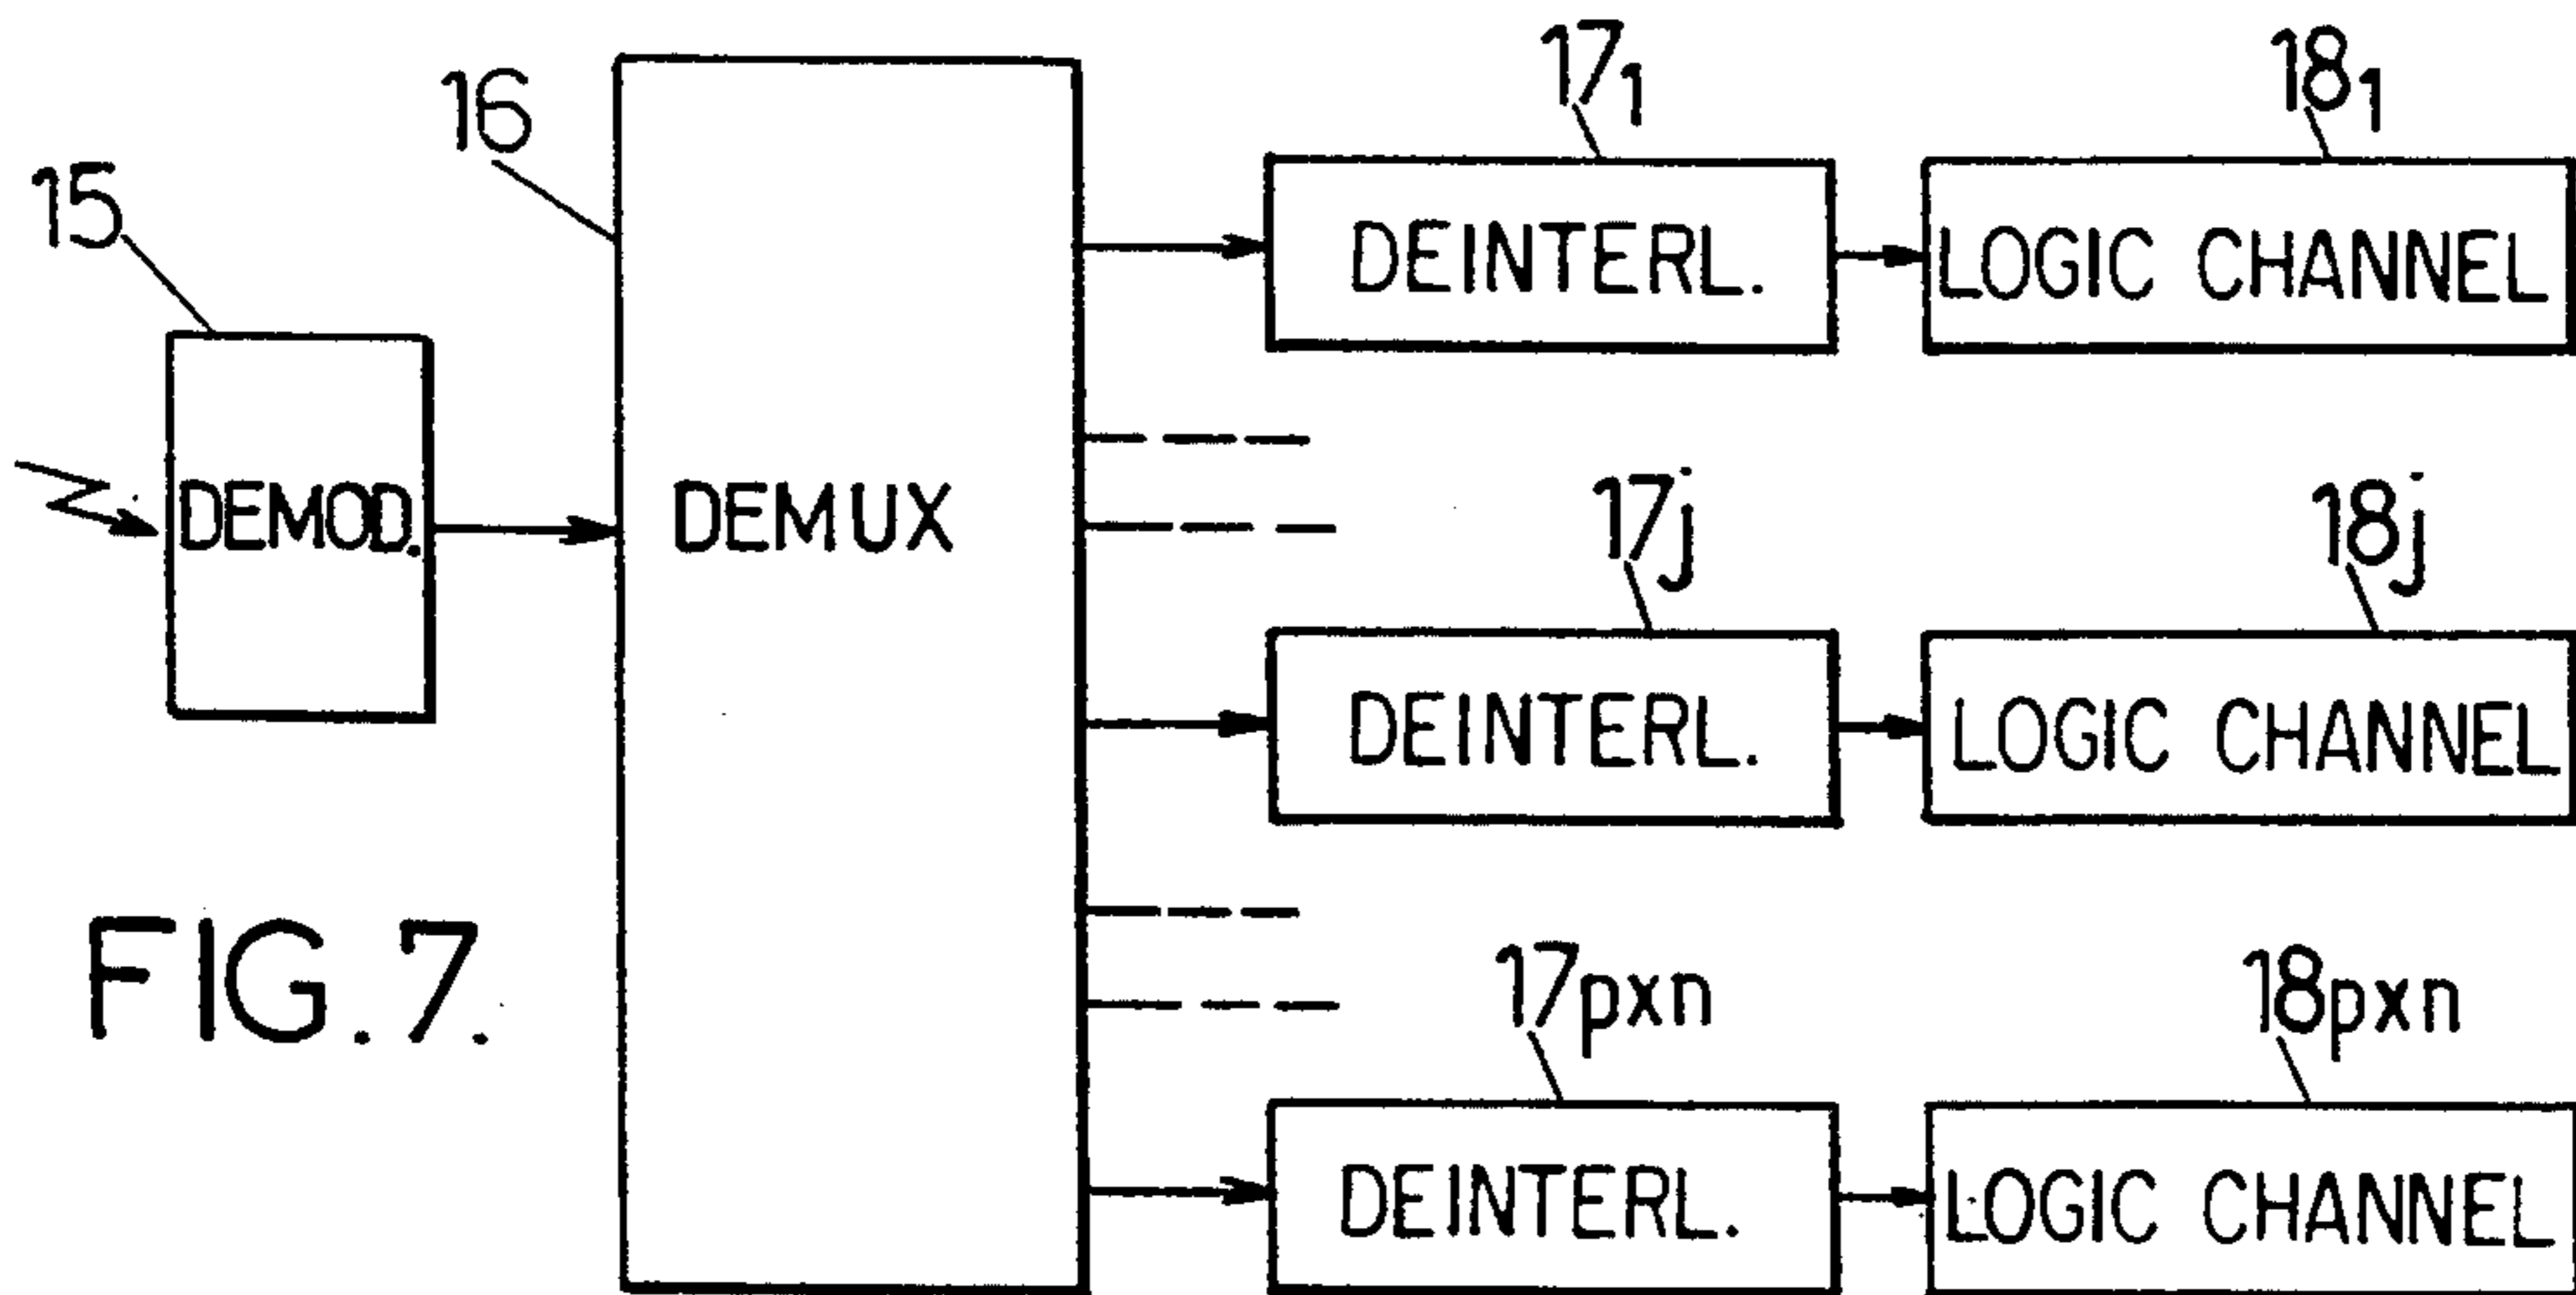 15
16
17₁
18₁
DEMOD.
DEMUX
DEINTERL.
LOGIC CHANNEL
17j
18j
DEINTERL.
LOGIC CHANNEL
17pxn
18pxn
DEINTERL.
LOGIC CHANNEL
FIG.7.